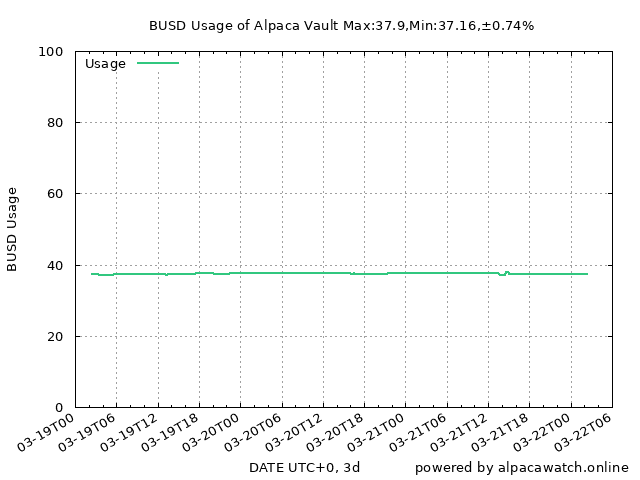 BUSD Usage of Alpaca Vault Max:37.9,Min:37.16,±0.74%
Usage
100
80
60
40
20
0
BUSD Usage
03-19T00
03-19T06
03-19T12
03-19T18
03-20T00
03-20T06
03-20T12
03-20T18
03-21T00
03-21T06
03-21T12
03-21T18
03-22T00
03-22T06
DATE UTC+0, 3d
powered by alpacawatch.online